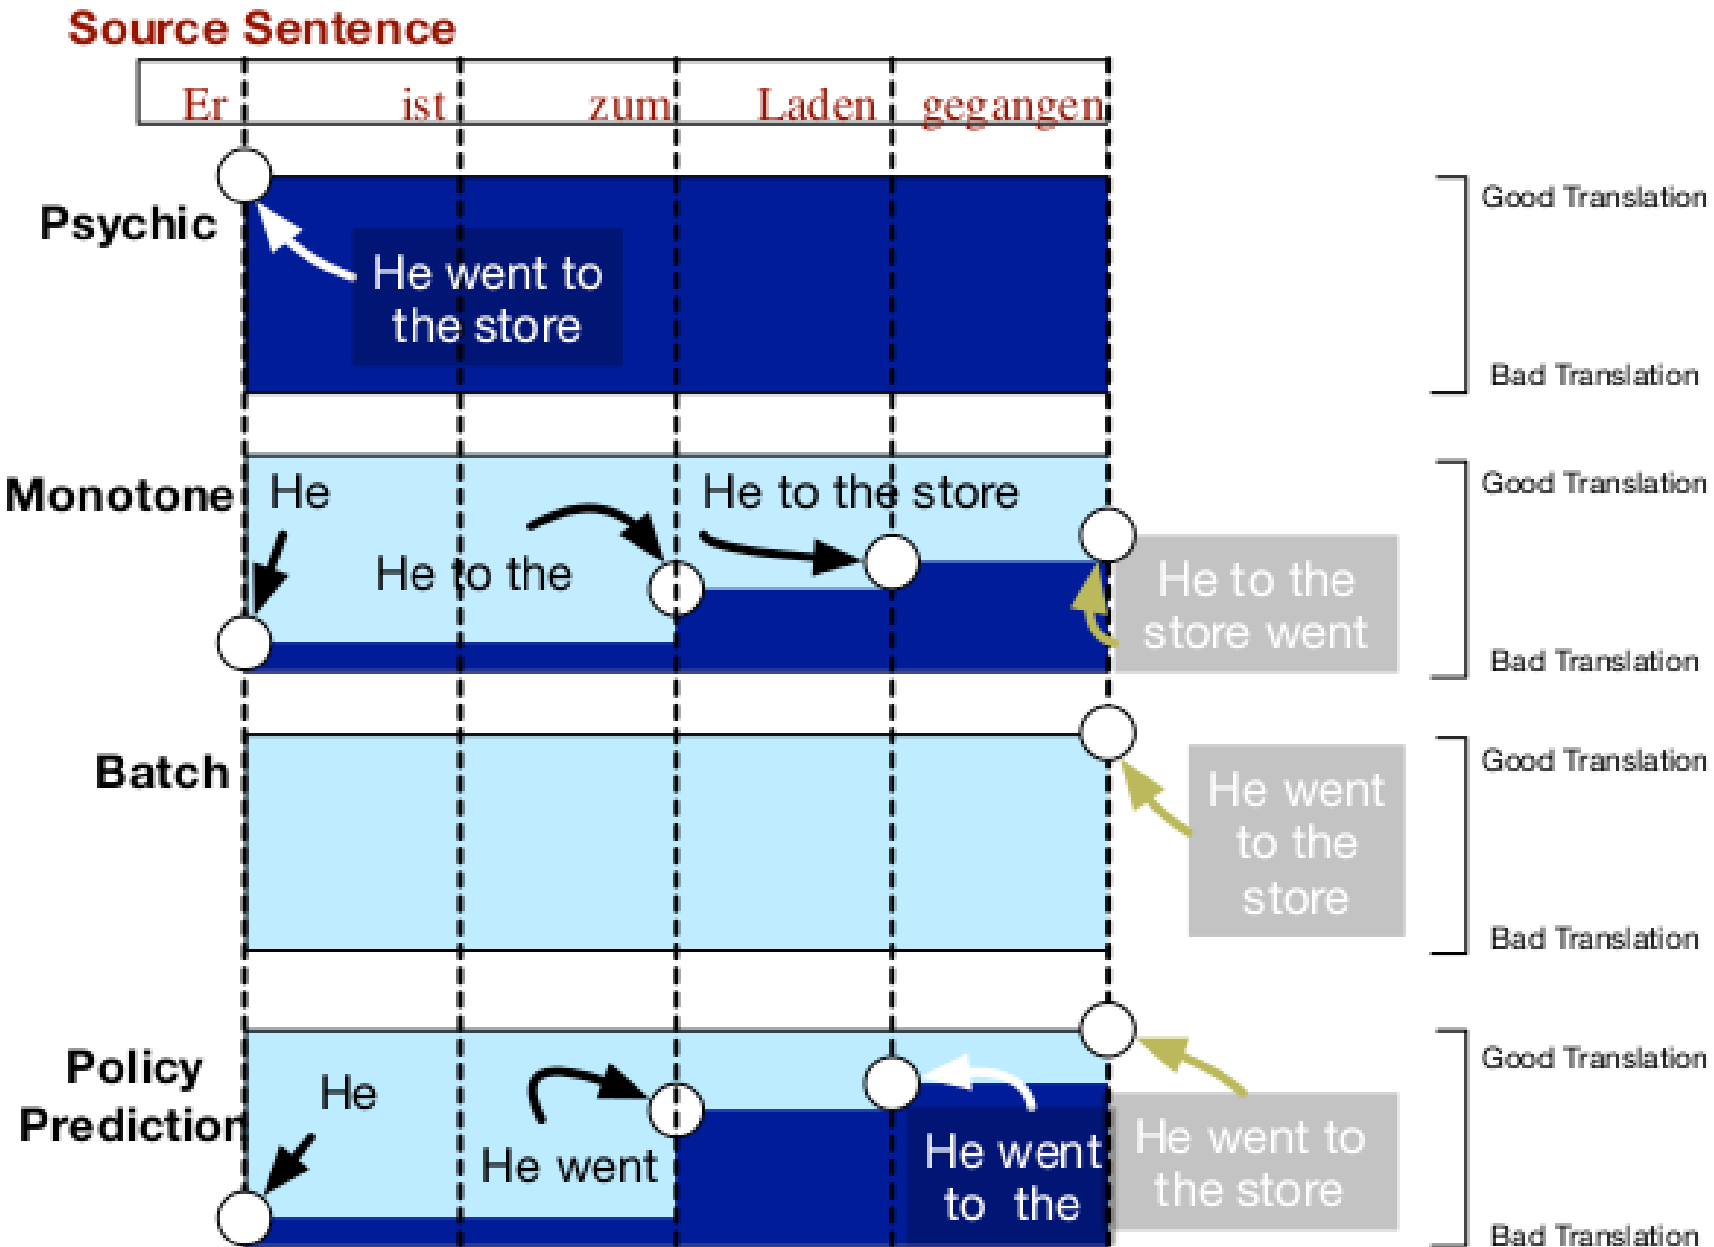 Source Sentence
Er ist zum Laden gegangen
Psychic
He went to
the store
Good Translation
Bad Translation
Monotone
He
He to the
He to the store
He to the
store went
Good Translation
Bad Translation
Batch
He went
to the
store
Good Translation
Bad Translation
Policy
Prediction
He
He went
He went
to the
He went to
the store
Good Translation
Bad Translation